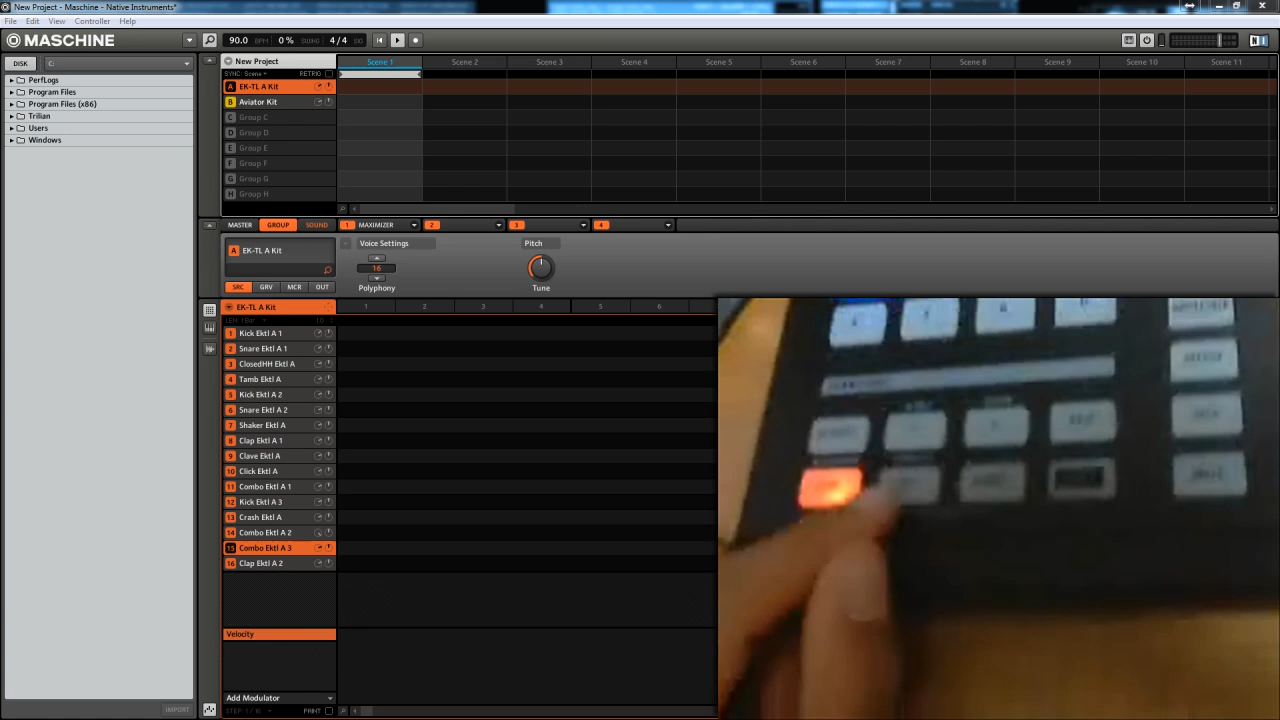 New Project - Maschine - Native Instruments*
File Edit View Controller Help
MASCHINE 90.0 BPM 0 % SWING 4/4 NI
DISK C:
PerfLogs
Program Files
Program Files (x86)
Trilian
Users
Windows
IMPORT
New Project Scene 1 Scene 2 Scene 3 Scene 4 Scene 5 Scene 6 Scene 7 Scene 8 Scene 9 Scene 10 Scene 11
SYNC: Scene RETRIG
A EK-TL A Kit
B Aviator Kit
C Group C
D Group D
E Group E
F Group F
G Group G
H Group H
MASTER GROUP SOUND 1 MAXIMIZER 2 3 4
A EK-TL A Kit Voice Settings Pitch
16
SRC GRV MCR OUT Polyphony Tune
EK-TL A Kit 1 2 3 4 5 6
1 Kick Ektl A 1
2 Snare Ektl A 1
3 ClosedHH Ektl A
4 Tamb Ektl A
5 Kick Ektl A 2
6 Snare Ektl A 2
7 Shaker Ektl A
8 Clap Ektl A 1
9 Clave Ektl A
10 Click Ektl A
11 Combo Ektl A 1
12 Kick Ektl A 3
13 Crash Ektl A
14 Combo Ektl A 2
15 Combo Ektl A 3
16 Clap Ektl A 2
Velocity
Add Modulator
STEP: 1 / 16 PRINT